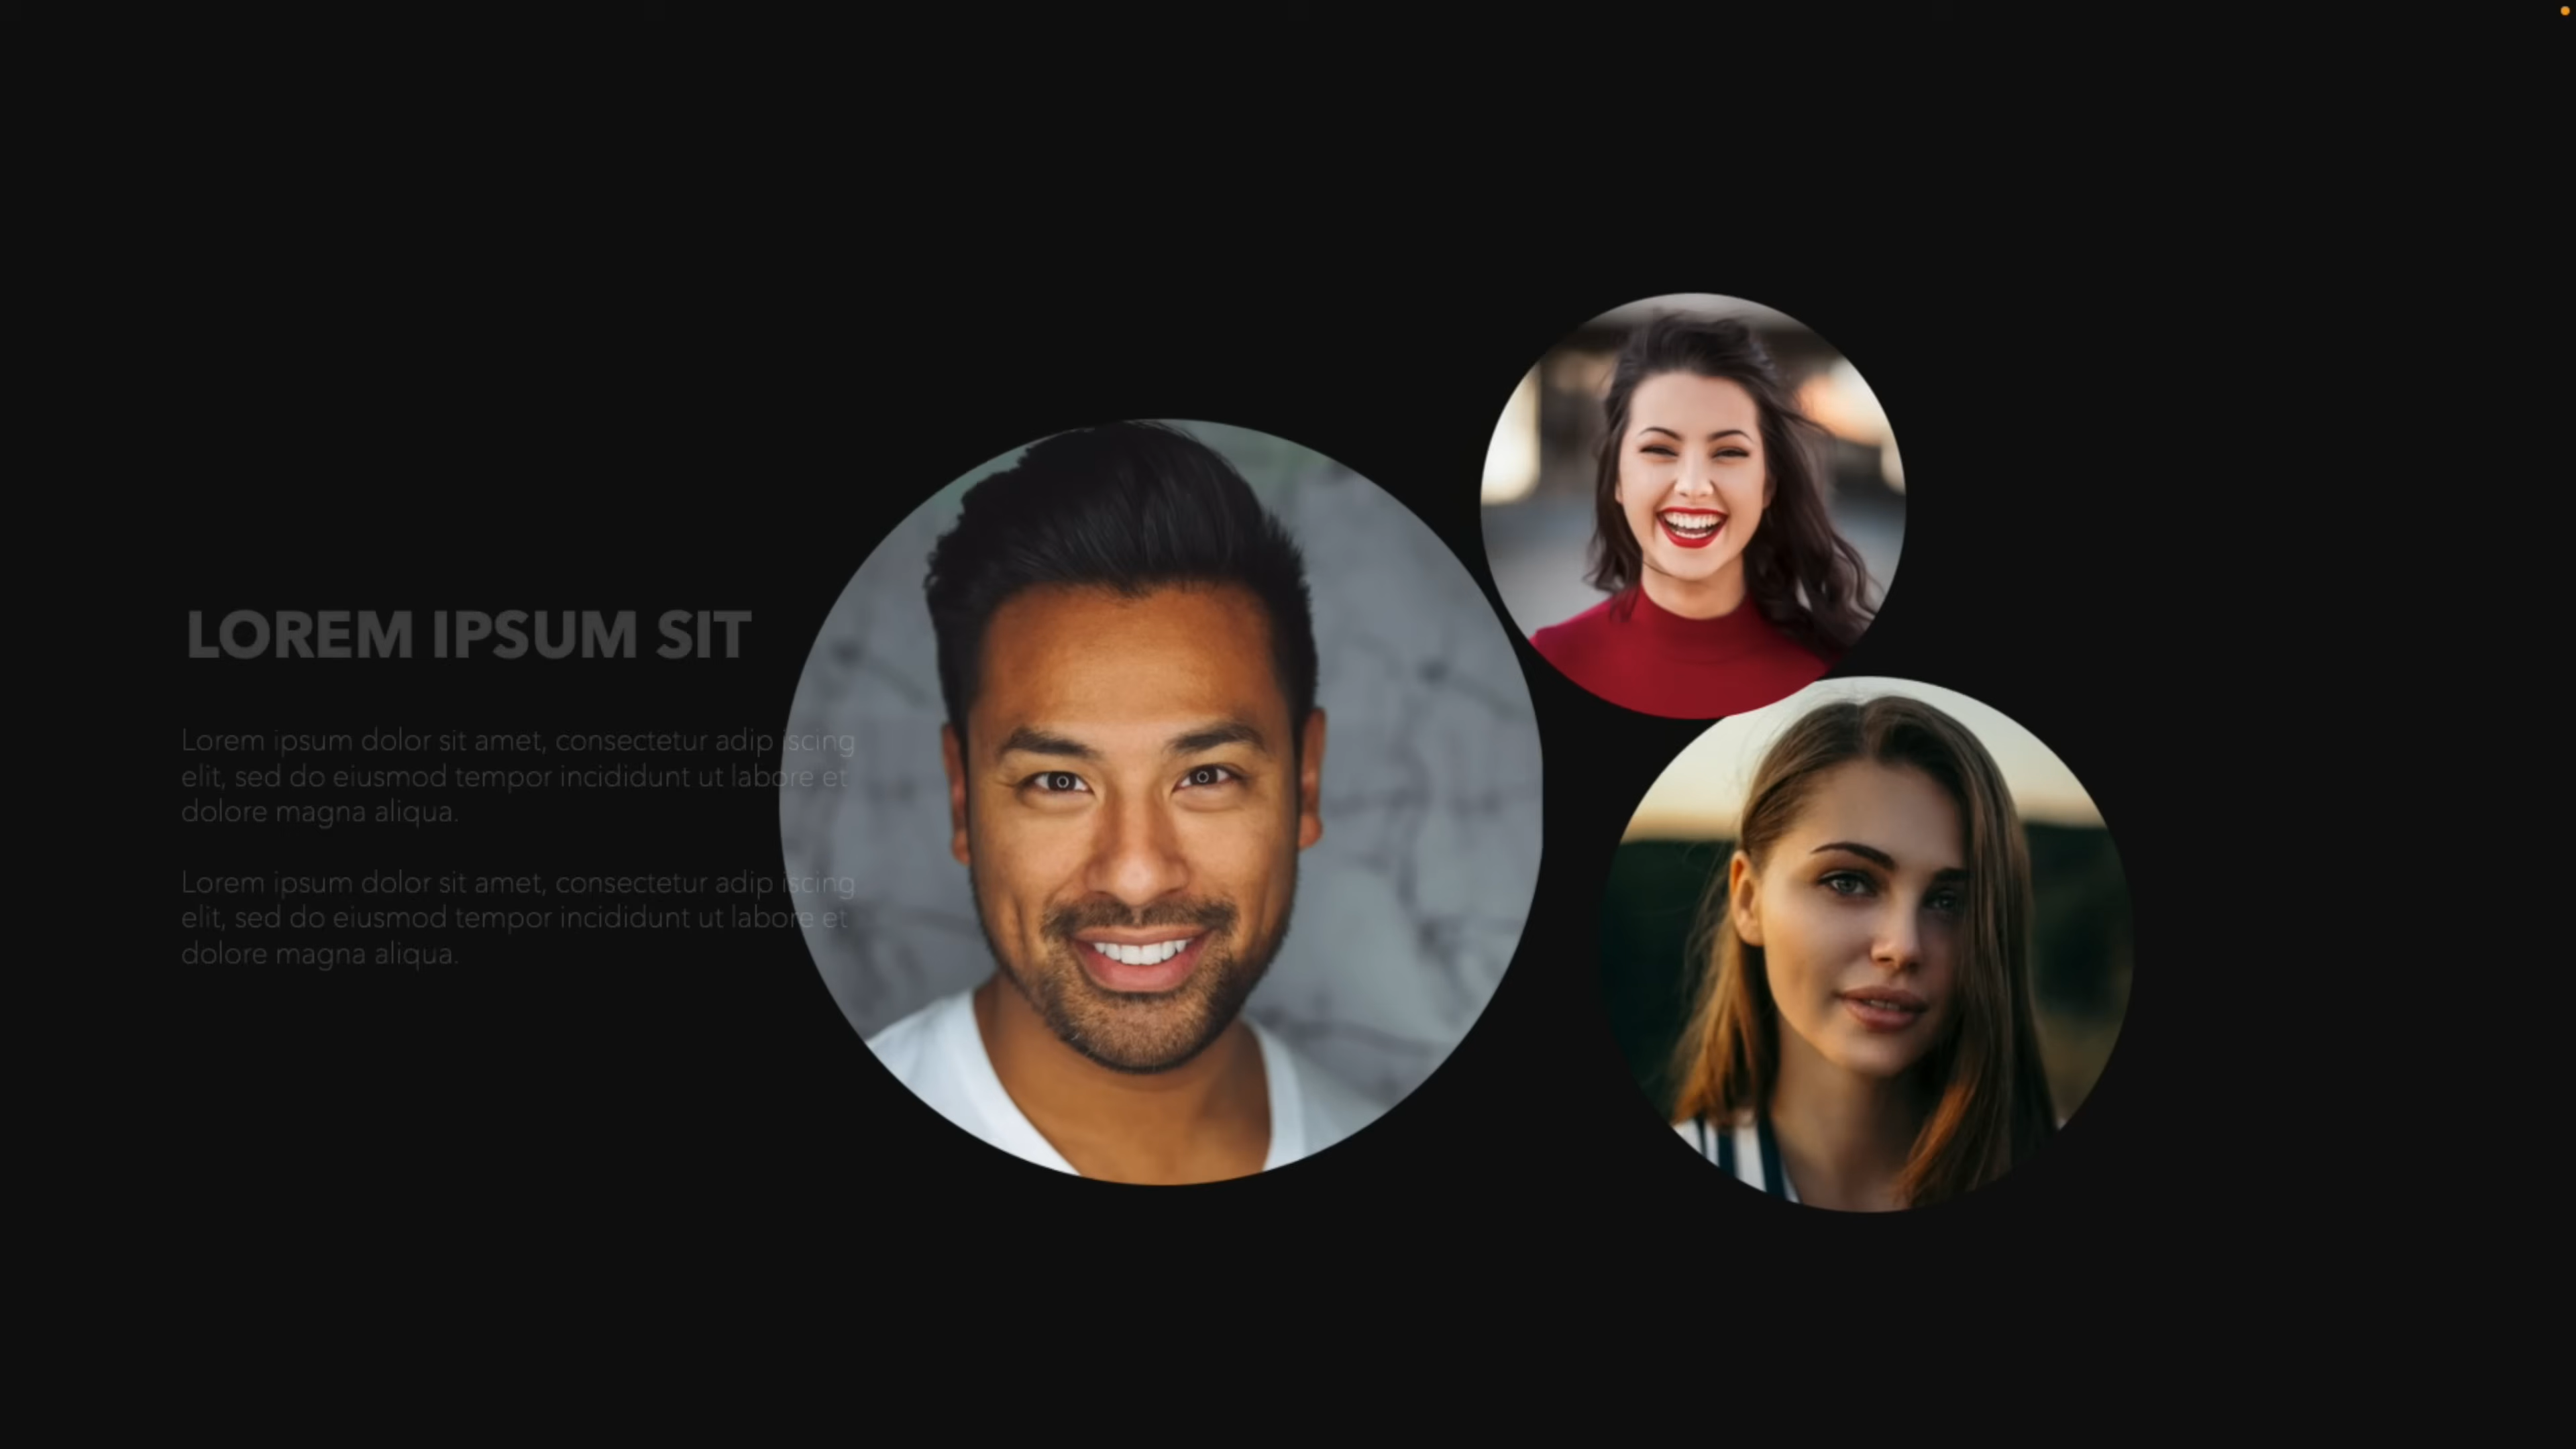 LOREM IPSUM SIT
Lorem ipsum dolor sit amet, consectetur adip iscing
elit, sed do eiusmod tempor incididunt ut labore et
dolore magna aliqua.
Lorem ipsum dolor sit amet, consectetur adip iscing
elit, sed do eiusmod tempor incididunt ut labore et
dolore magna aliqua.